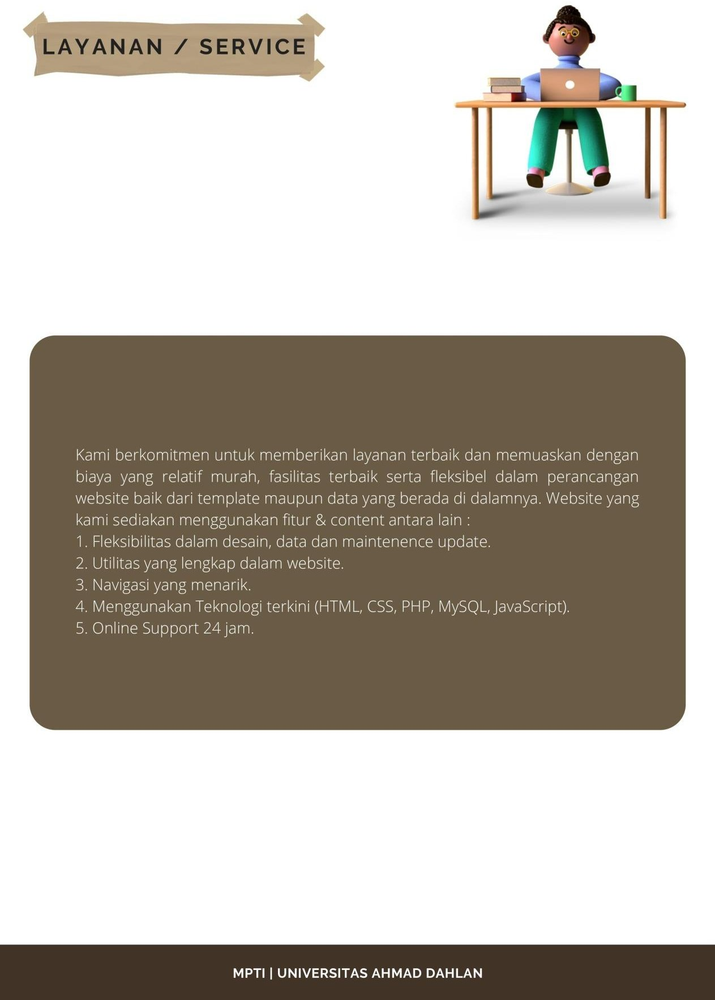 LAYANAN / SERVICE
Kami berkomitmen untuk memberikan layanan terbaik dan memuaskan dengan
biaya yang relatif murah, fasilitas terbaik serta fleksibel dalam perancangan
website baik dari template maupun data yang berada di dalamnya. Website yang
kami sediakan menggunakan fitur & content antara lain :
1. Fleksibilitas dalam desain, data dan maintenence update.
2. Utilitas yang lengkap dalam website.
3. Navigasi yang menarik.
4. Menggunakan Teknologi terkini (HTML, CSS, PHP, MySQL, JavaScript).
5. Online Support 24 jam.
MPTI | UNIVERSITAS AHMAD DAHLAN